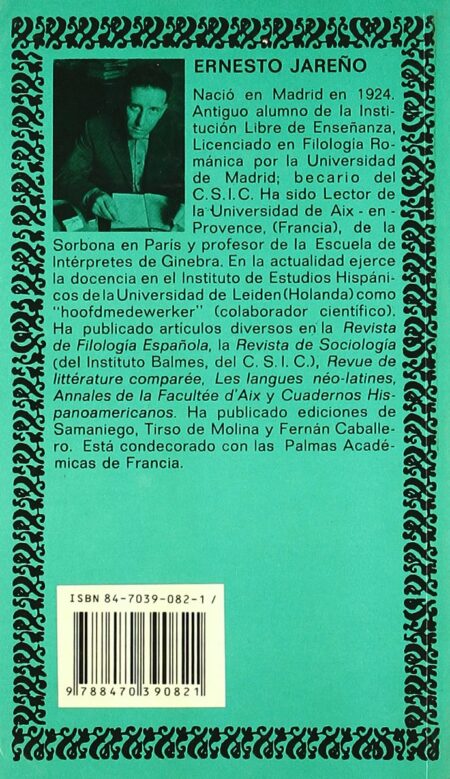 ERNESTO JAREÑO
Nació en Madrid en 1924.
Antiguo alumno de la Insti-
tución Libre de Enseñanza,
Licenciado en Filología Ro-
mánica por la Universidad
de Madrid; becario del
C.S.I.C. Ha sido Lector de
la Universidad de Aix - en -
Provence, (Francia), de la
Sorbona en París y profesor de la Escuela de
Intérpretes de Ginebra. En la actualidad ejerce
la docencia en el Instituto de Estudios Hispáni-
cos de la Universidad de Leiden (Holanda) como
"hoofdmedewerker" (colaborador científico).
Ha publicado artículos diversos en la Revista
de Filología Española, la Revista de Sociología
(del Instituto Balmes, del C.S.I.C.), Revue de
littérature comparée, Les langues néo-latines,
Annales de la Facultée d'Aix y Cuadernos His-
panoamericanos. Ha publicado ediciones de
Samaniego, Tirso de Molina y Fernán Caballe-
ro. Está condecorado con las Palmas Acadé-
micas de Francia.
ISBN 84-7039-082-1 /
9 788470 390821